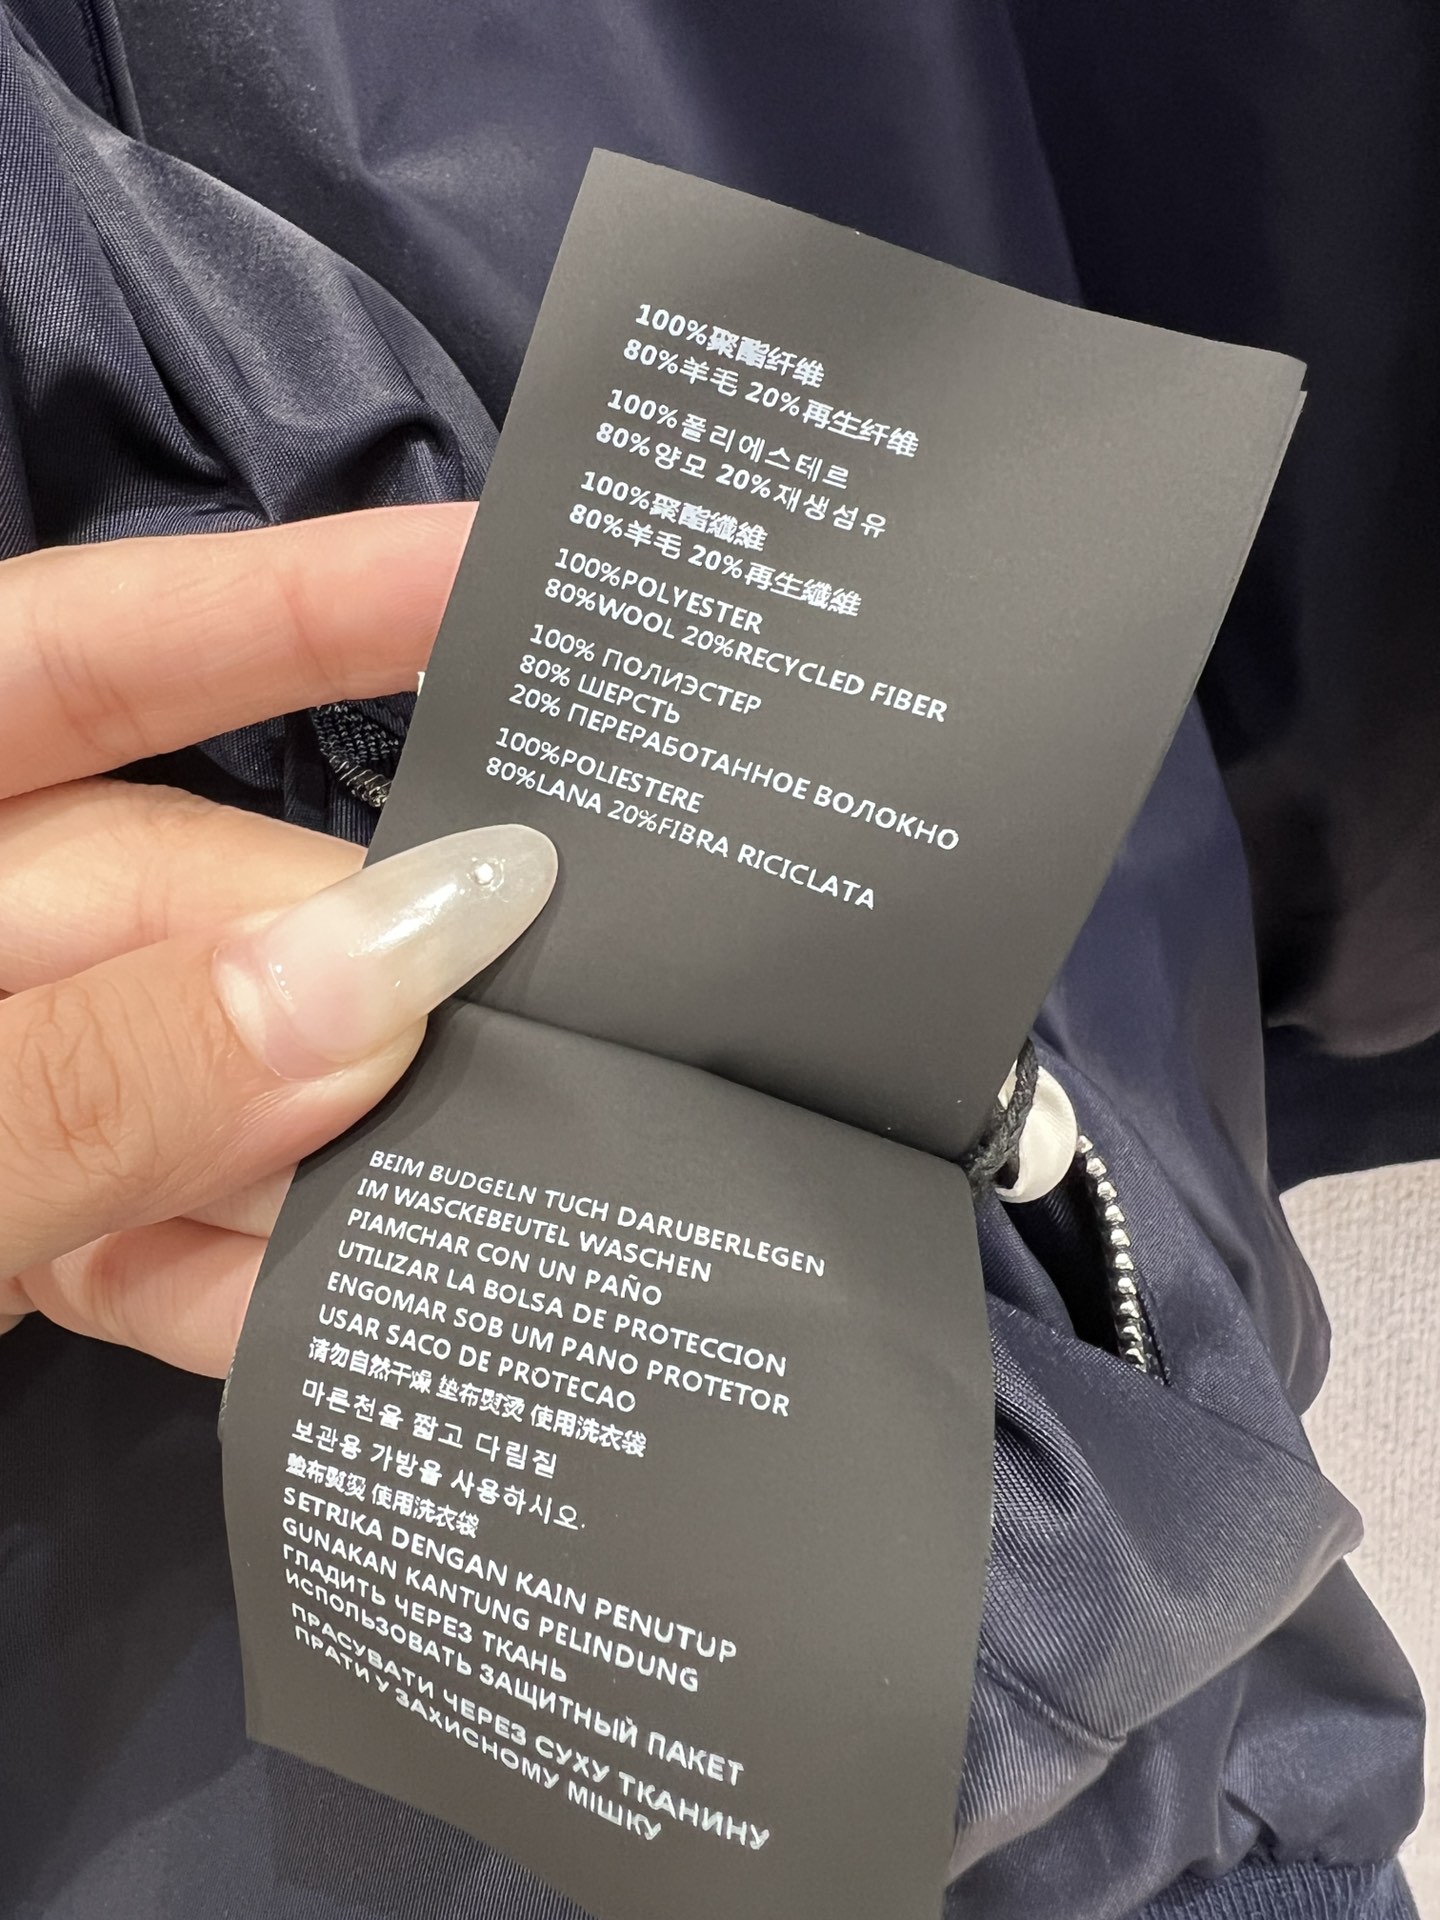 100%聚酯纤维
80%羊毛 20%再生纤维
100%폴리에스테르
80%양모 20%재생섬유
100%聚酯纖維
80%羊毛 20%再生纖維
100%POLYESTER
80%WOOL 20%RECYCLED FIBER
100% ПОЛИЭСТЕР
80% ШЕРСТЬ
20% ПЕРЕРАБОТАННОЕ ВОЛОКНО
100%POLIESTERE
80%LANA 20%FIBRA RICICLATA
BEIM BUDGELN TUCH DARUBERLEGEN
IM WASCKEBEUTEL WASCHEN
PIAMCHAR CON UN PAÑO
UTILIZAR LA BOLSA DE PROTECCION
ENGOMAR SOB UM PANO PROTETOR
USAR SACO DE PROTECAO
请勿自然干燥 垫布熨烫 使用洗衣袋
마른천을 짧고 다림질
보관용 가방을 사용하시오.
墊布熨燙 使用洗衣袋
SETRIKA DENGAN KAIN PENUTUP
GUNAKAN KANTUNG PELINDUNG
ГЛАДИТЬ ЧЕРЕЗ ТКАНЬ
ИСПОЛЬЗОВАТЬ ЗАЩИТНЫЙ ПАКЕТ
ПРАСУВАТИ ЧЕРЕЗ СУХУ ТКАНИНУ
ПРАТИ У ЗАХИСНОМУ МІШКУ